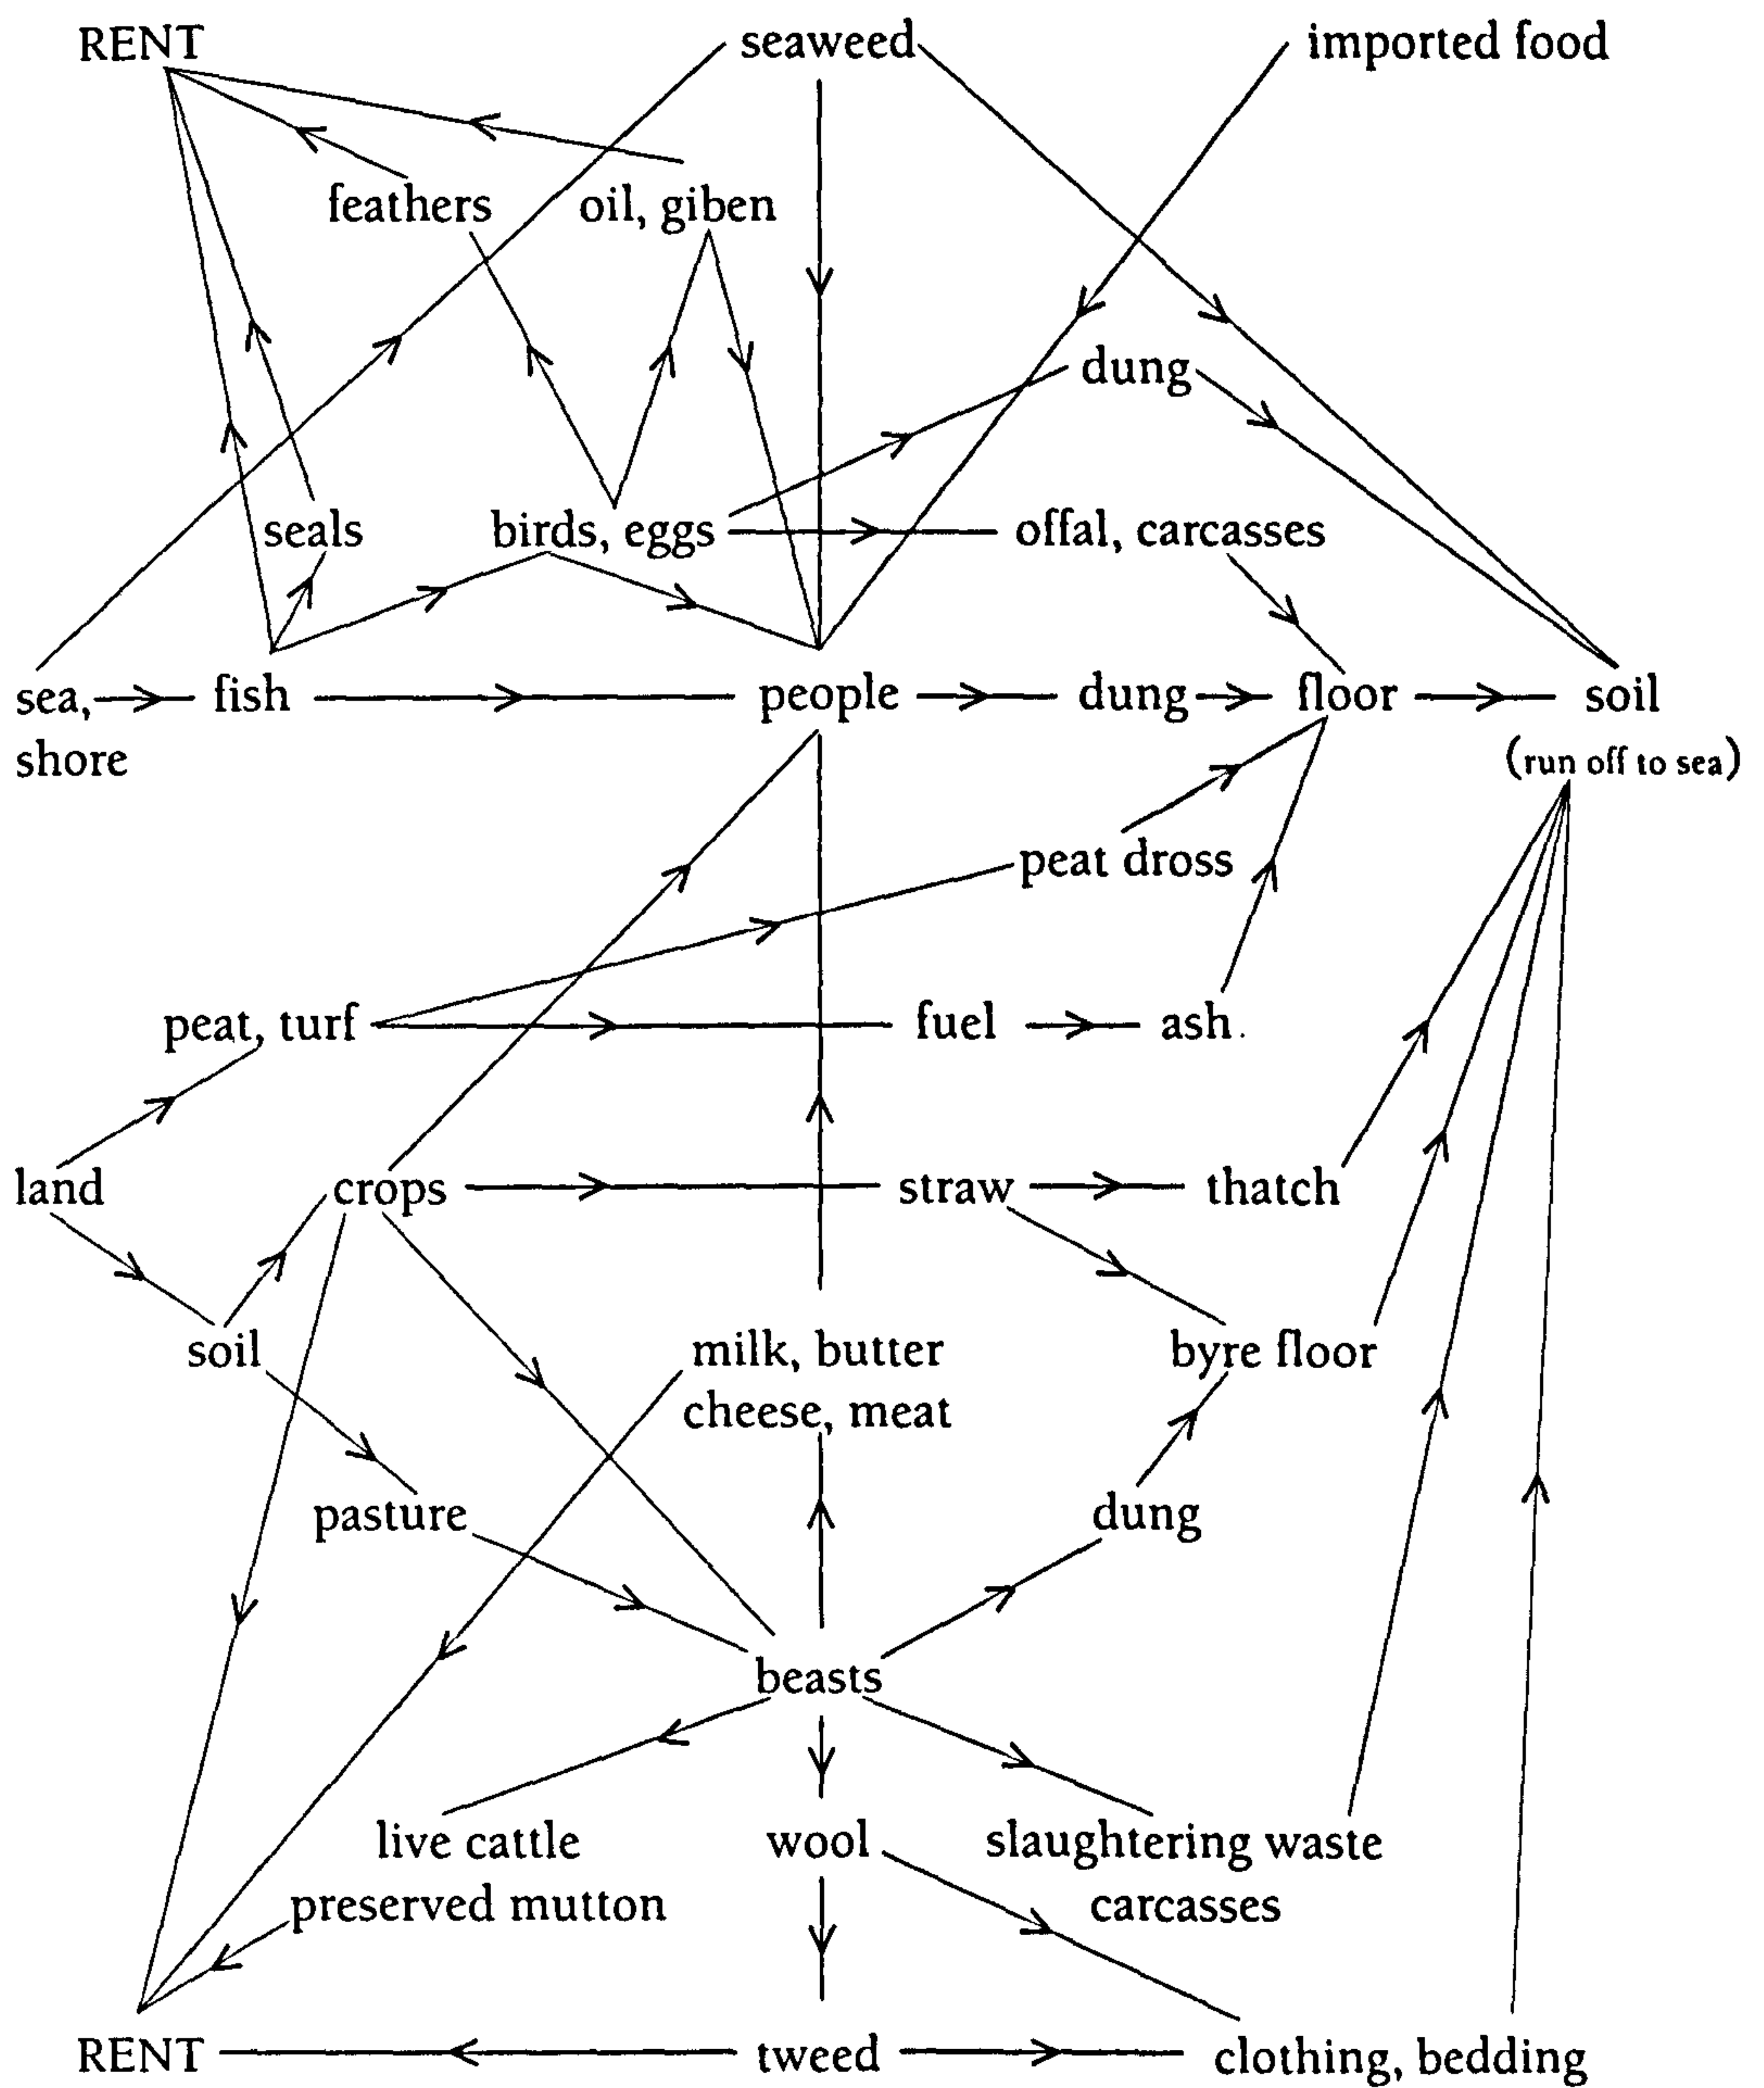 RENT seaweed imported food
feathers oil, giben
dung
seals birds, eggs offal, carcasses
sea, fish people dung floor soil
shore (run off to sea)
peat dross
peat, turf fuel ash.
land crops straw thatch
soil milk, butter byre floor
cheese, meat
pasture dung
beasts
live cattle wool slaughtering waste
preserved mutton carcasses
RENT tweed clothing, bedding